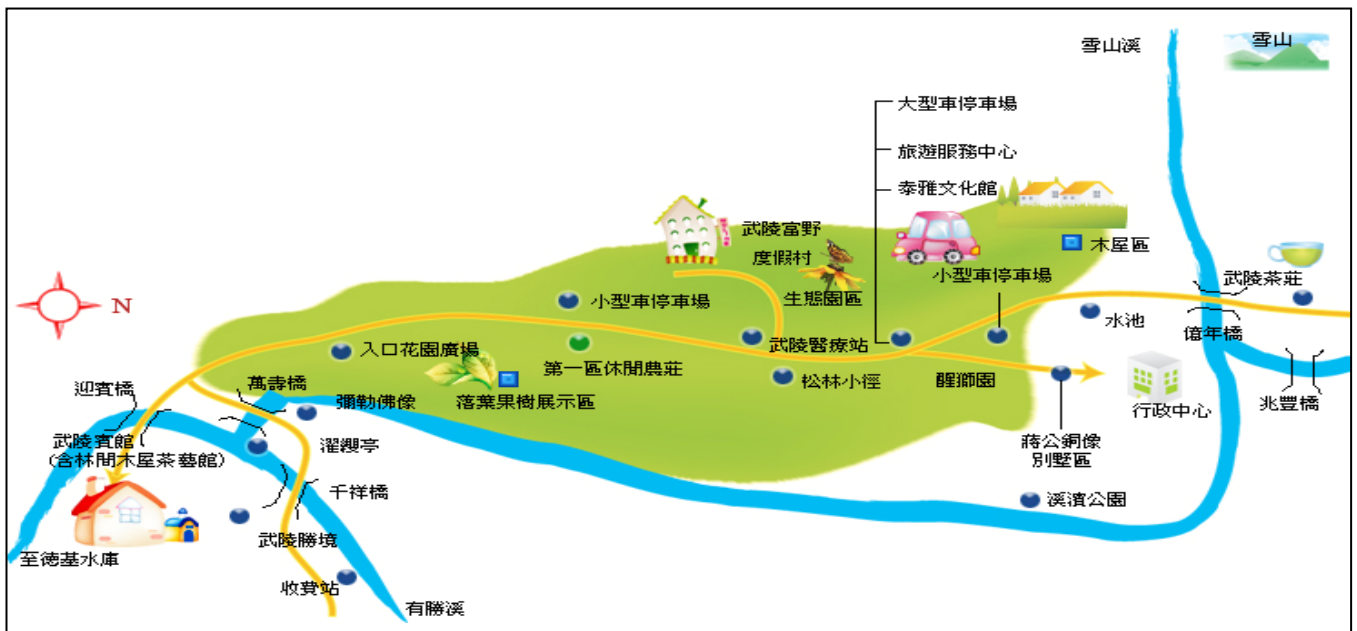 雪山溪
雪山
大型車停車場
旅遊服務中心
泰雅文化館
武陵富野
度假村
生態園區
木屋區
小型車停車場
武陵茶莊
N
小型車停車場
水池
億年橋
入口花園廣場
第一區休閒農莊
武陵醫療站
松林小徑
醒獅園
迎賓橋
萬壽橋
彌勒佛像
落葉果樹展示區
行政中心
兆豐橋
武陵賓館
(含林間木屋茶藝館)
濯纓亭
蔣公銅像
別墅區
千祥橋
溪濱公園
武陵勝境
至德基水庫
收費站
有勝溪